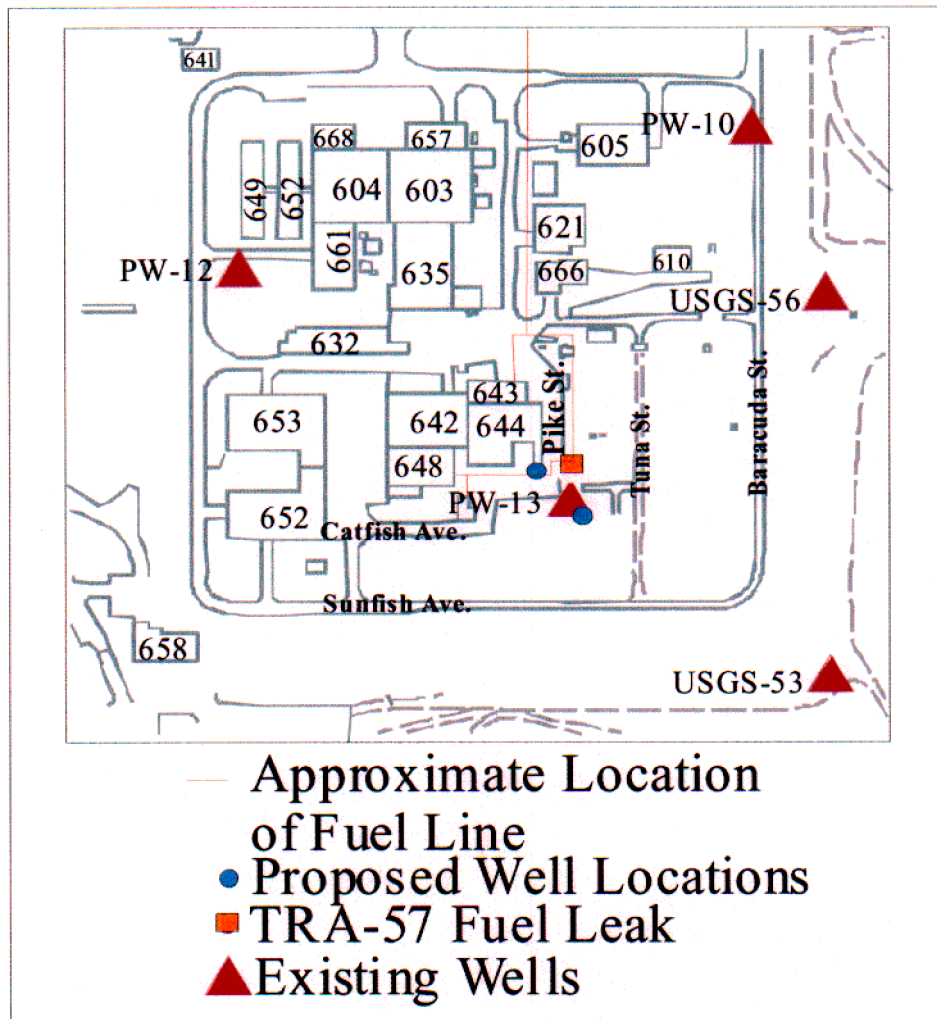 641
PW-10
668
657
605
649
652
604
603
621
661
635
666
610
PW-12
USGS-56
632
Pike St.
Tuna St.
Baracuda St.
643
653
642
644
648
PW-13
652
Catfish Ave.
Sunfish Ave.
658
USGS-53
Approximate Location
of Fuel Line
Proposed Well Locations
TRA-57 Fuel Leak
Existing Wells